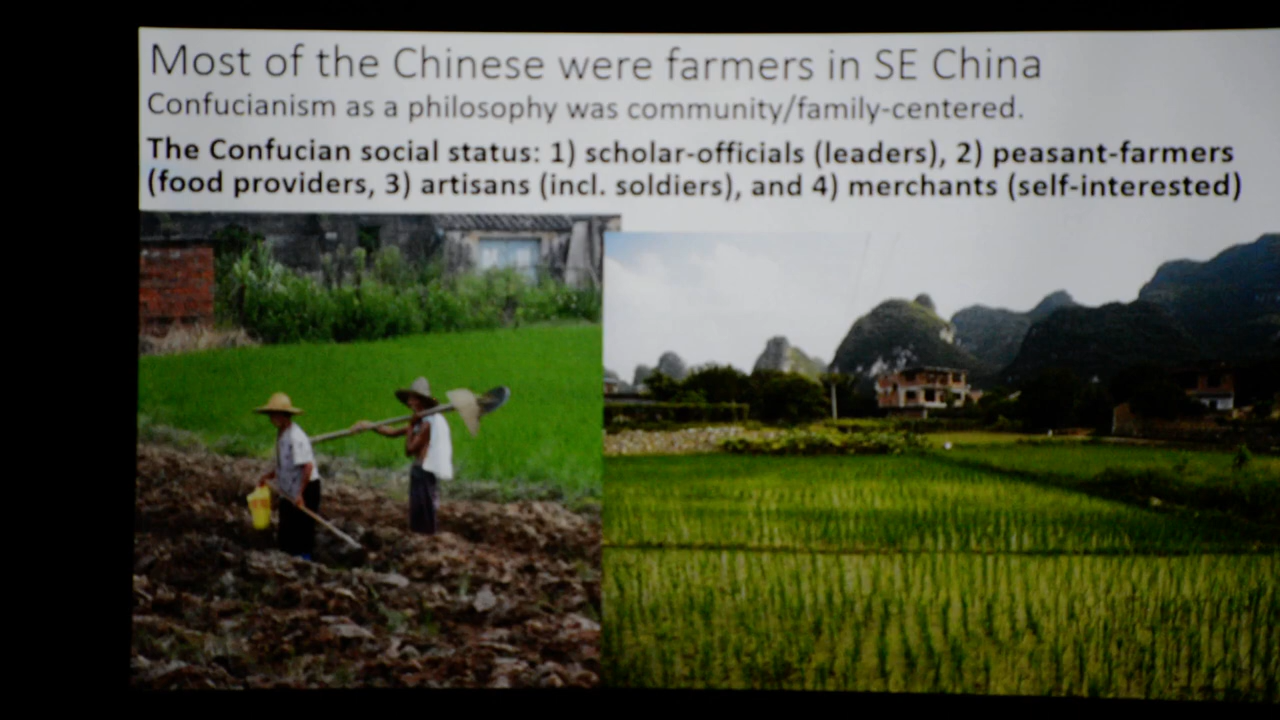 Most of the Chinese were farmers in SE China
Confucianism as a philosophy was community/family-centered.
The Confucian social status: 1) scholar-officials (leaders), 2) peasant-farmers
(food providers, 3) artisans (incl. soldiers), and 4) merchants (self-interested)